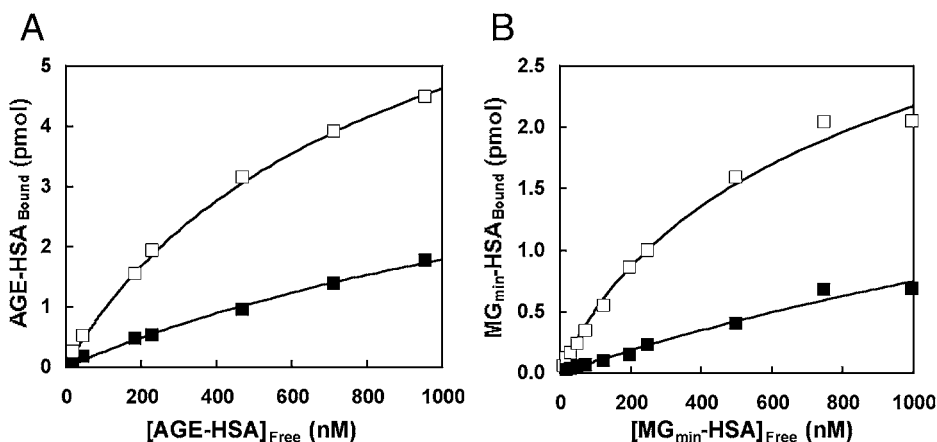 A
AGE-HSA Bound (pmol)
5
4
3
2
1
0
0 200 400 600 800 1000
[AGE-HSA]Free (nM)
B
MGmin-HSABound (pmol)
2.5
2.0
1.5
1.0
0.5
0.0
0 200 400 600 800 1000
[MGmin-HSA]Free (nM)